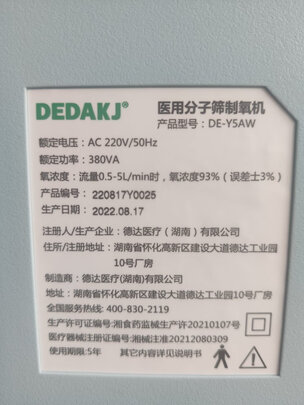 DEDAKJ®
医用分子筛制氧机
产品型号：DE-Y5AW
额定电压：AC 220V/50Hz
额定功率：380VA
氧浓度：流量0.5-5L/min时，氧浓度93%（误差士3%）
产品编号：220817Y0025
生产日期：2022.08.17
注册人/生产企业：德达医疗（湖南）有限公司
住所/注册地址：湖南省怀化高新区建设大道德达工业园
10号厂房
制造商：德达医疗(湖南)有限公司
湖南省怀化高新区建设大道德达工业园10号厂房
全国服务热线：400-830-2119
生产许可证编号：湘食药监械生产许20210107号
医疗器械注册证编号：湘械注准20212080309
使用期限:5年
其它内容详见说明书